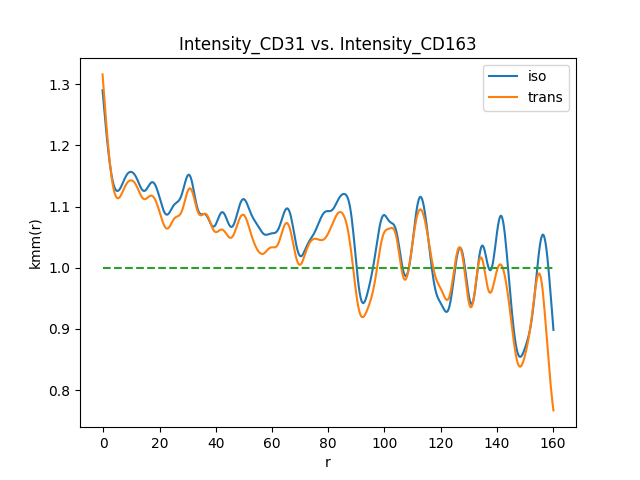 Intensity_CD31 vs. Intensity_CD163
iso
trans
kmm(r)
1.3
1.2
1.1
1.0
0.9
0.8
0 20 40 60 80 100 120 140 160
r